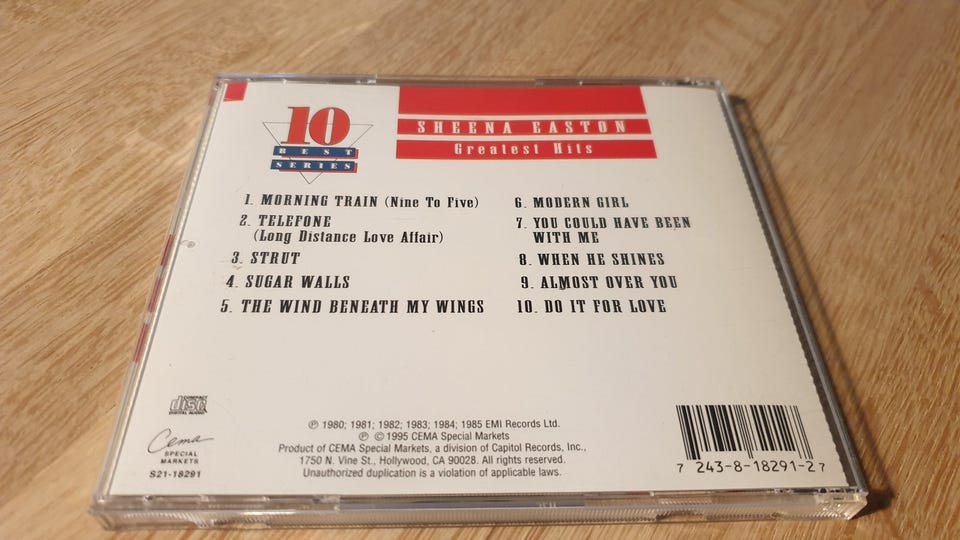 10
BEST
SERIES
SHEENA EASTON
Greatest Hits
1. MORNING TRAIN (Nine To Five)
2. TELEFONE
(Long Distance Love Affair)
3. STRUT
4. SUGAR WALLS
5. THE WIND BENEATH MY WINGS
6. MODERN GIRL
7. YOU COULD HAVE BEEN
WITH ME
8. WHEN HE SHINES
9. ALMOST OVER YOU
10. DO IT FOR LOVE
COMPACT
disc
DIGITAL AUDIO
Cema
SPECIAL
MARKETS
S21-18291
℗ 1980; 1981; 1982; 1983; 1984; 1985 EMI Records Ltd.
℗ © 1995 CEMA Special Markets
Product of CEMA Special Markets, a division of Capitol Records, Inc.,
1750 N. Vine St., Hollywood, CA 90028. All rights reserved.
Unauthorized duplication is a violation of applicable laws.
7 243-8-18291-2 7